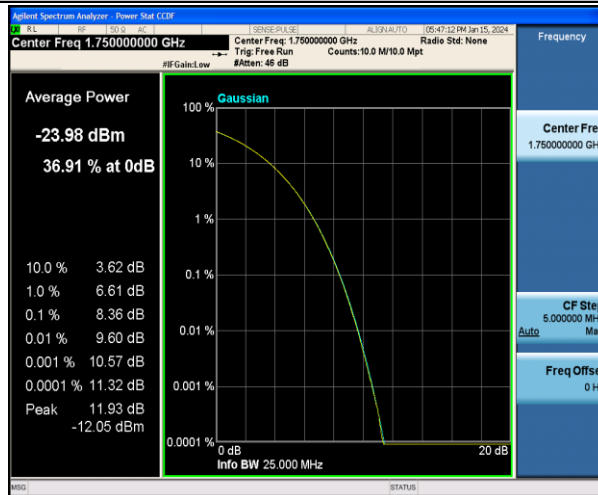 Agilent Spectrum Analyzer - Power Stat CCDF
RL RF 50 Ω AC SENSE:PULSE ALIGN AUTO 05:47:12 PM Jan 15, 2024
Center Freq 1.750000000 GHz
Center Freq: 1.750000000 GHz Radio Std: None
Trig: Free Run Counts:10.0 M/10.0 Mpt
#IFGain:Low #Atten: 46 dB
Frequency
Average Power
-23.98 dBm
36.91 % at 0dB
10.0 % 3.62 dB
1.0 % 6.61 dB
0.1 % 8.36 dB
0.01 % 9.60 dB
0.001 % 10.57 dB
0.0001 % 11.32 dB
Peak 11.93 dB
-12.05 dBm
Gaussian
100 %
10 %
1 %
0.1 %
0.01 %
0.001 %
0.0001 %
0 dB 20 dB
Info BW 25.000 MHz
Center Fre
1.750000000 GH
CF Ste
5.000000 MH
Auto Ma
Freq Offse
0 H
MSG STATUS